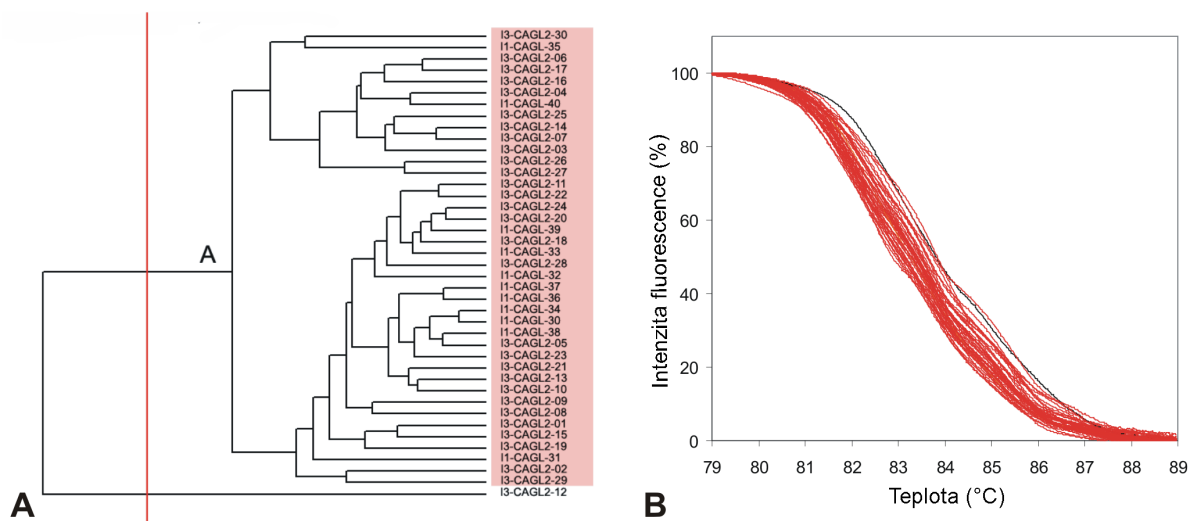 I3-CAGL2-30
I1-CAGL-35
I3-CAGL2-06
I3-CAGL2-17
I3-CAGL2-16
I3-CAGL2-04
I1-CAGL-40
I3-CAGL2-25
I3-CAGL2-14
I3-CAGL2-07
I3-CAGL2-03
I3-CAGL2-26
I3-CAGL2-27
I3-CAGL2-11
I3-CAGL2-22
I3-CAGL2-24
I3-CAGL2-20
I1-CAGL-39
I3-CAGL2-18
I1-CAGL-33
I3-CAGL2-28
I1-CAGL-32
I1-CAGL-37
I1-CAGL-36
I1-CAGL-34
I1-CAGL-30
I1-CAGL-38
I3-CAGL2-05
I3-CAGL2-23
I3-CAGL2-21
I3-CAGL2-13
I3-CAGL2-10
I3-CAGL2-09
I3-CAGL2-08
I3-CAGL2-01
I3-CAGL2-15
I3-CAGL2-19
I1-CAGL-31
I3-CAGL2-02
I3-CAGL2-29
I3-CAGL2-12
A
A
Intenzita fluorescence (%)
100
80
60
40
20
0
79 80 81 82 83 84 85 86 87 88 89
Teplota (°C)
B